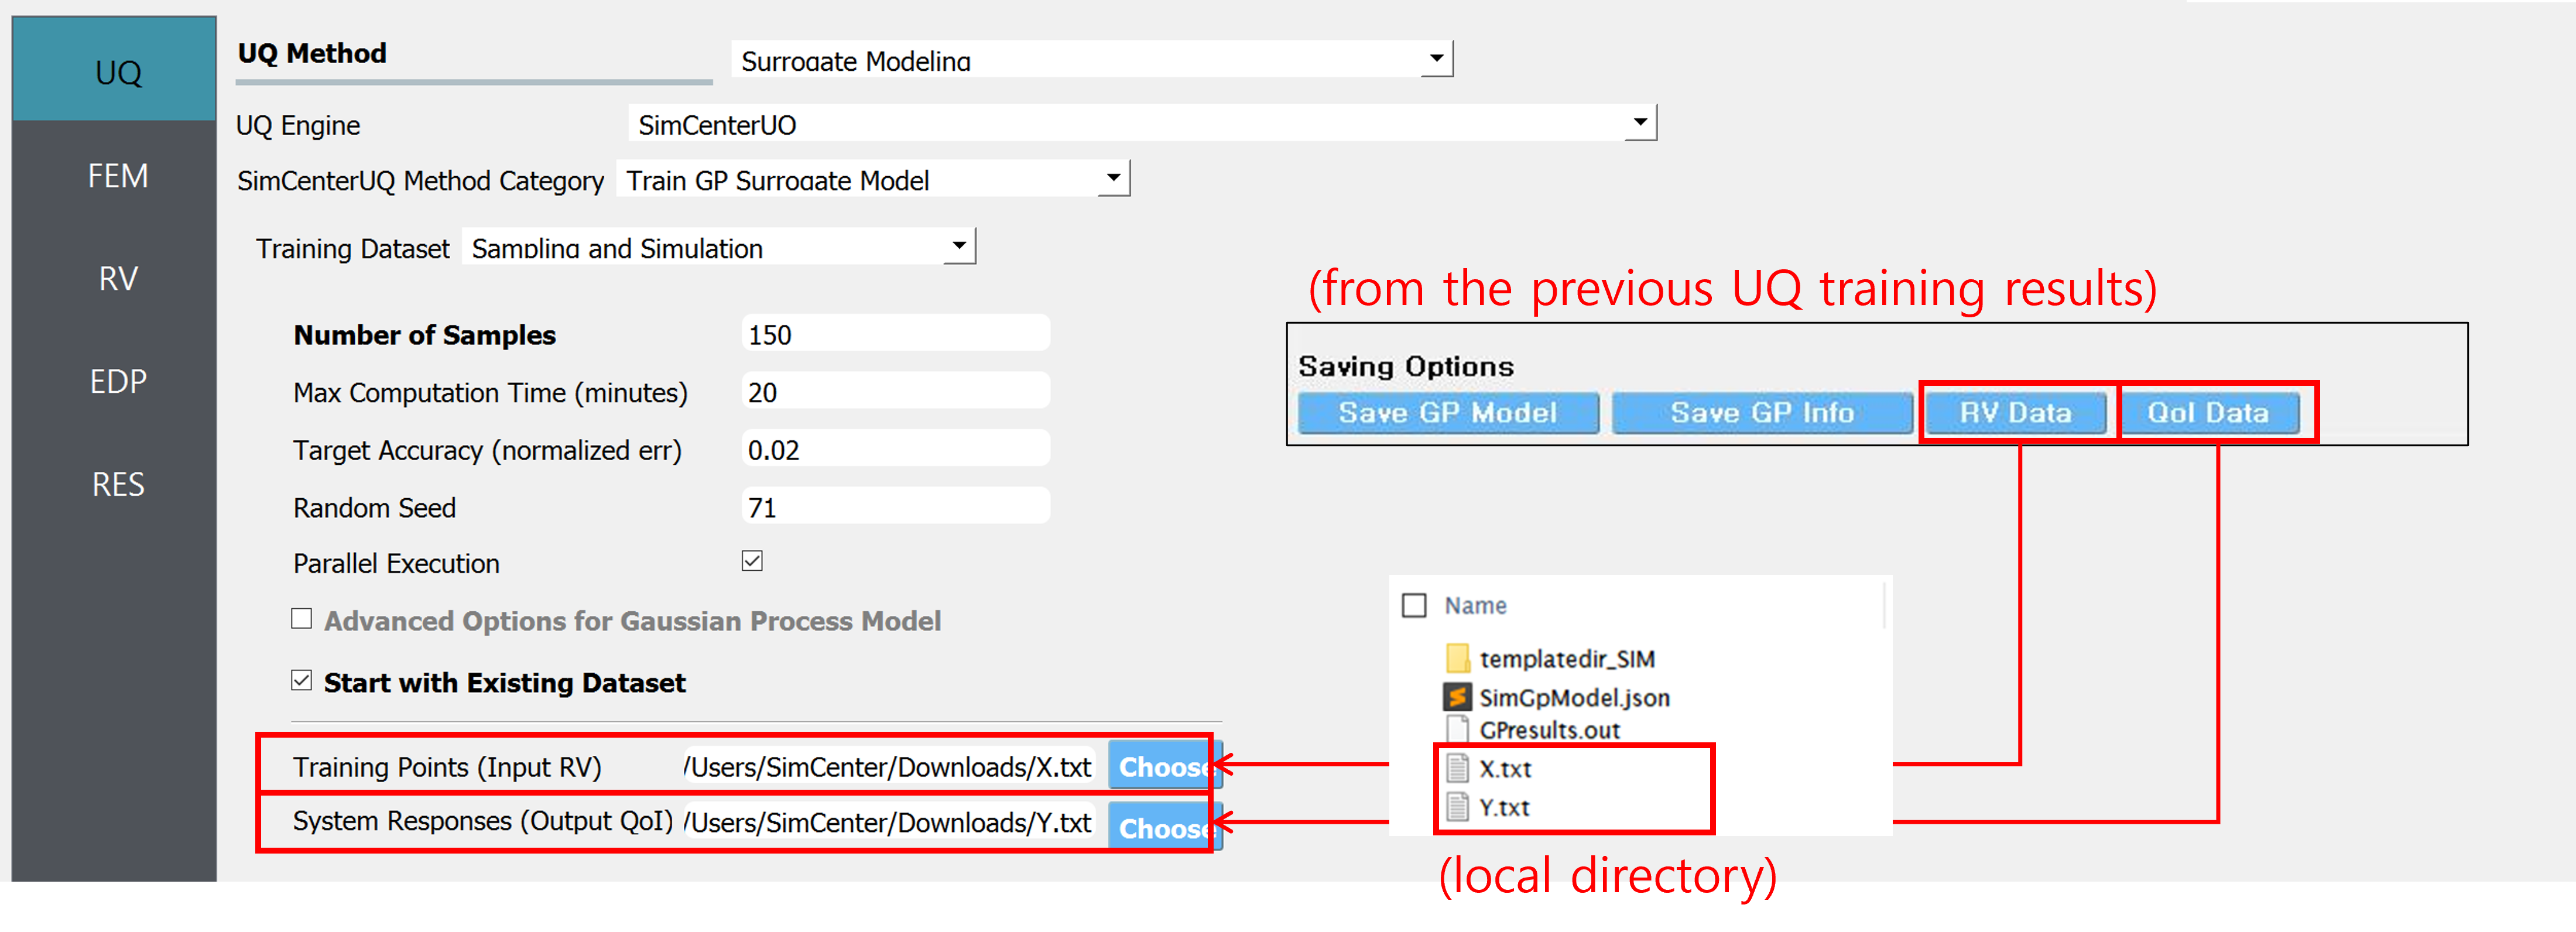 UQ
FEM
RV
EDP
RES
UQ Method
Surrogate Modeling
UQ Engine
SimCenterUQ
SimCenterUQ Method Category
Train GP Surrogate Model
Training Dataset
Sampling and Simulation
Number of Samples
150
Max Computation Time (minutes)
20
Target Accuracy (normalized err)
0.02
Random Seed
71
Parallel Execution
Advanced Options for Gaussian Process Model
Start with Existing Dataset
Training Points (Input RV)
/Users/SimCenter/Downloads/X.txt
Choose
System Responses (Output QoI)
/Users/SimCenter/Downloads/Y.txt
Choose
(from the previous UQ training results)
Saving Options
Save GP Model
Save GP Info
RV Data
QoI Data
Name
templatedir_SIM
SimGpModel.json
GPresults.out
X.txt
Y.txt
(local directory)